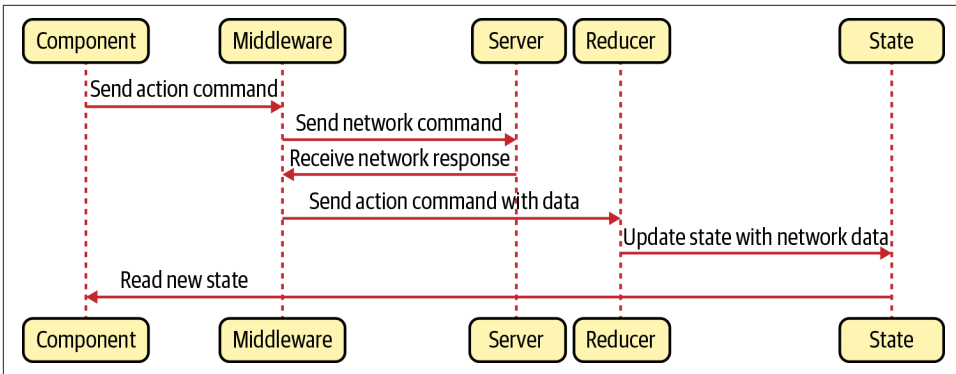 Component
Middleware
Server
Reducer
State
Send action command
Send network command
Receive network response
Send action command with data
Update state with network data
Read new state
Component
Middleware
Server
Reducer
State